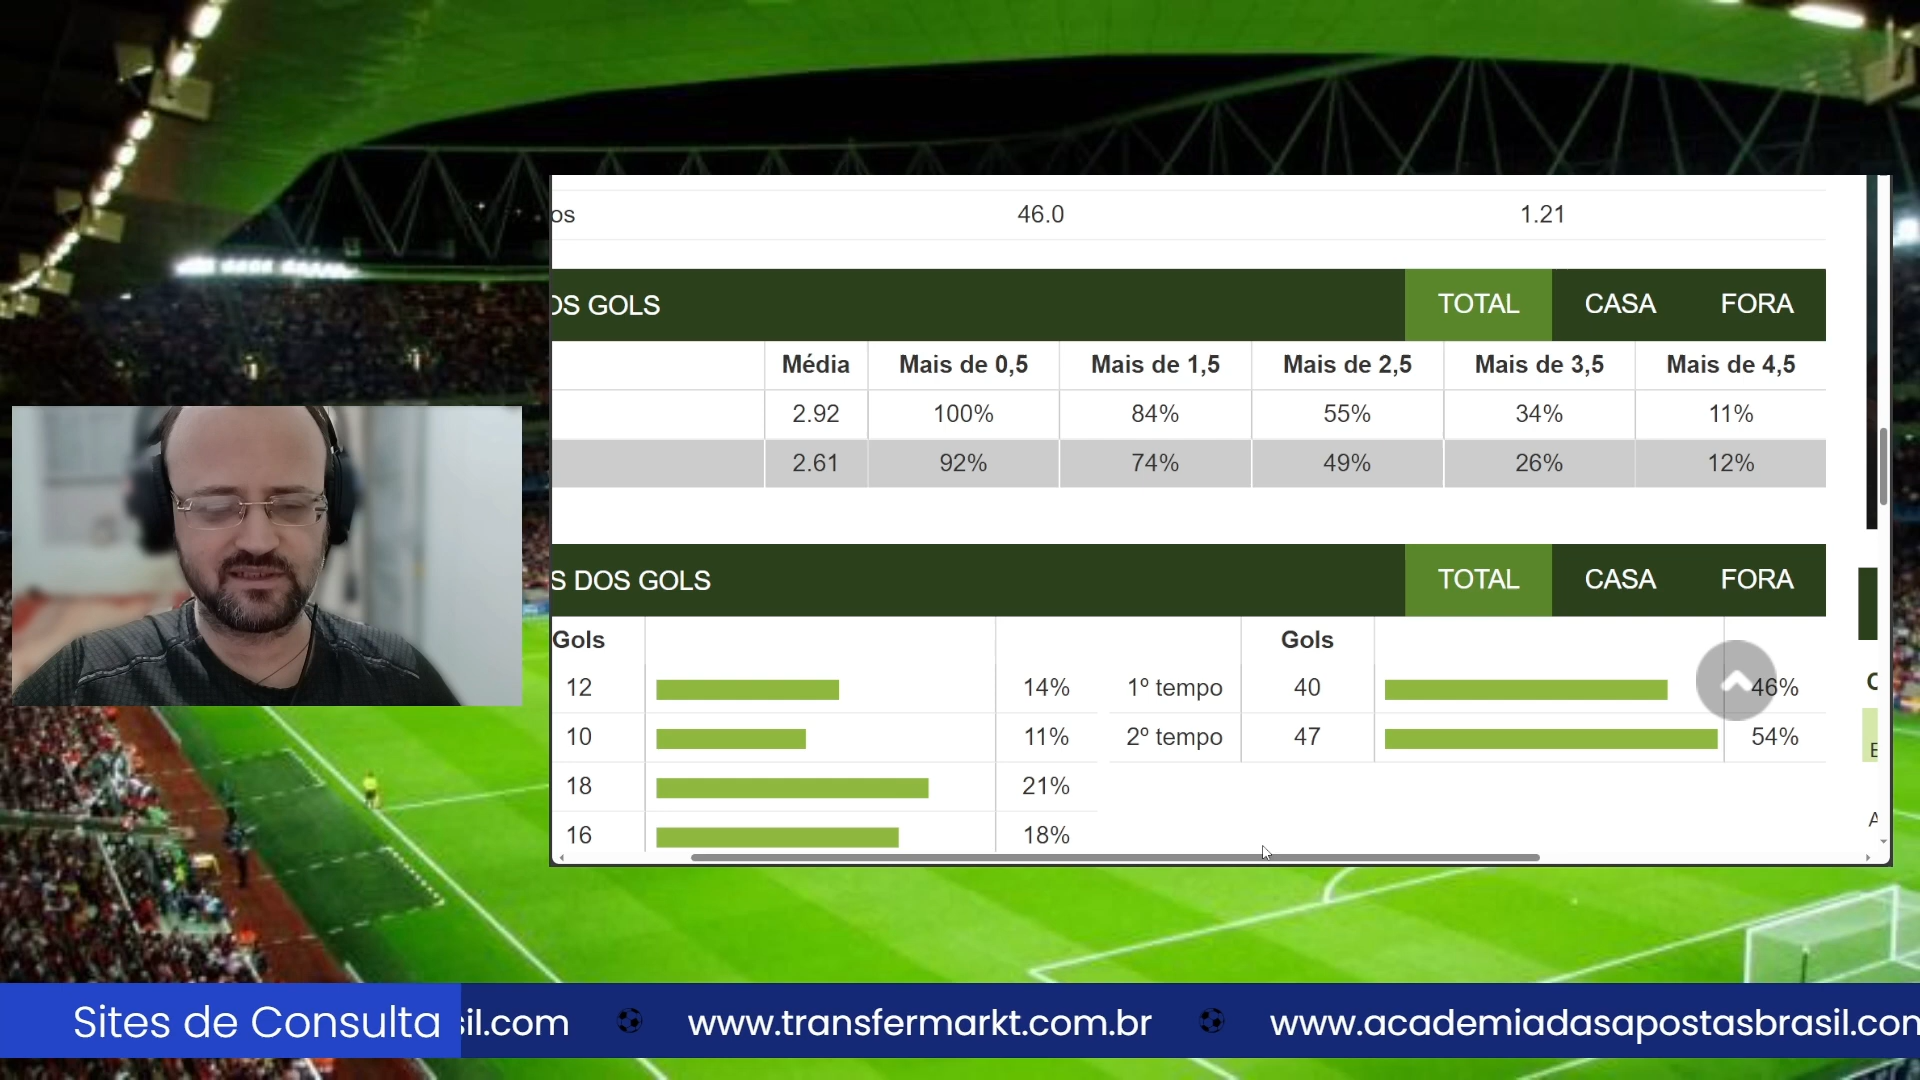 os 46.0 1.21
OS GOLS TOTAL CASA FORA
Média Mais de 0,5 Mais de 1,5 Mais de 2,5 Mais de 3,5 Mais de 4,5
2.92 100% 84% 55% 34% 11%
2.61 92% 74% 49% 26% 12%
S DOS GOLS TOTAL CASA FORA
Gols Gols
12 14% 1º tempo 40 46%
10 11% 2º tempo 47 54%
18 21%
16 18%
Sites de Consulta sil.com www.transfermarkt.com.br www.academiadasapostasbrasil.con